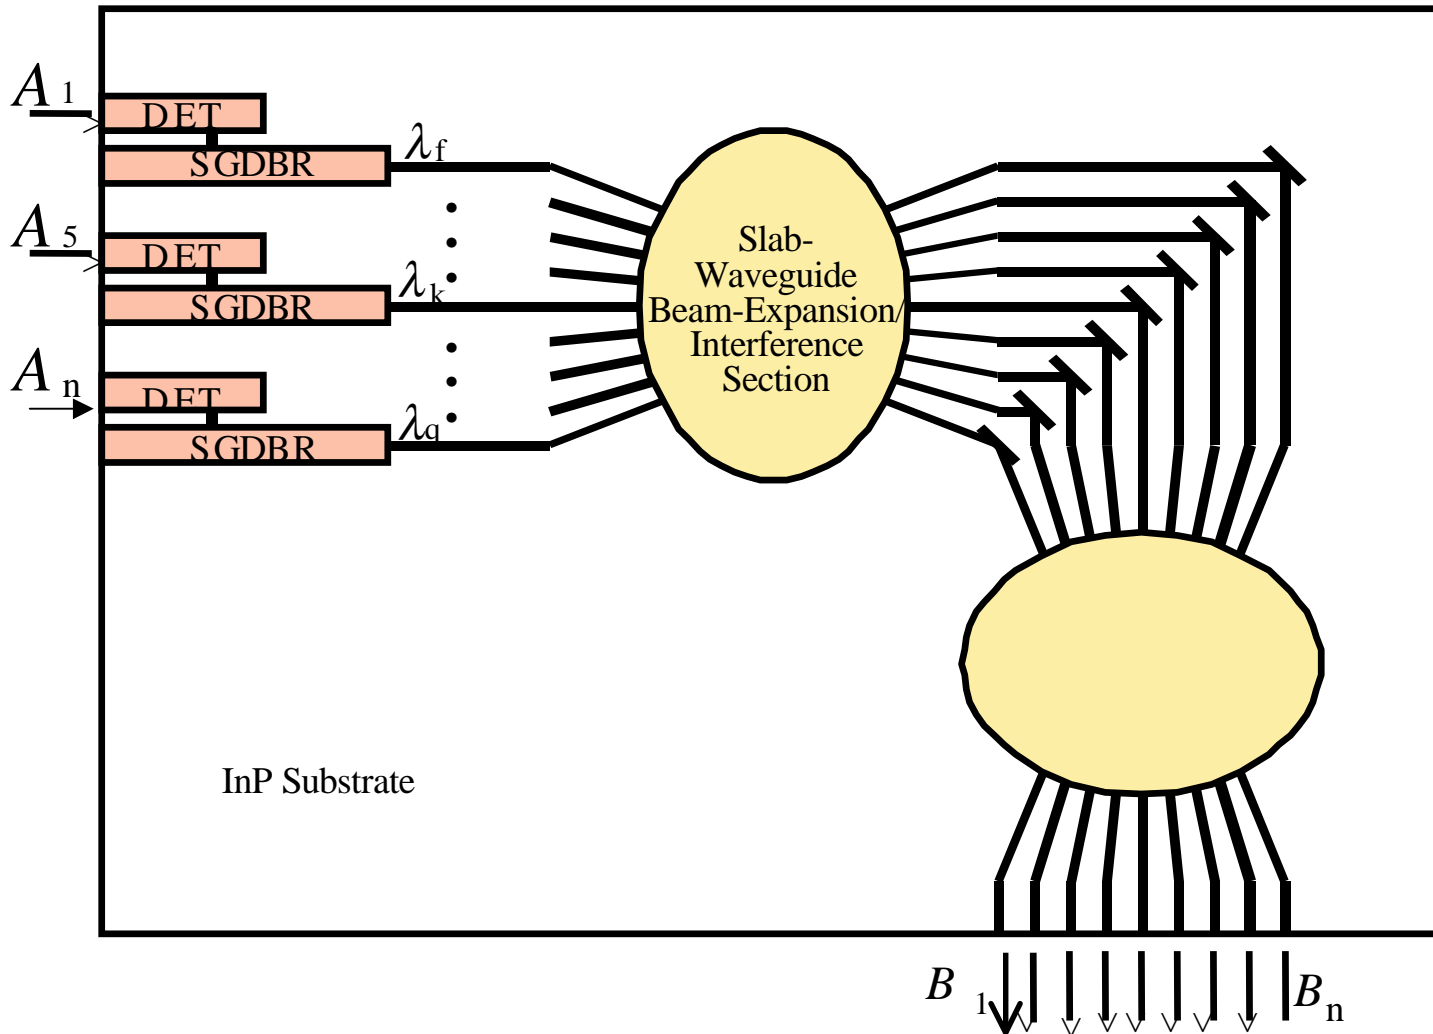 A 1
DET
SGDBR
λf
A 5
DET
SGDBR
λk
A n
DET
SGDBR
λq
Slab-
Waveguide
Beam-Expansion/
Interference
Section
InP Substrate
B 1
B n